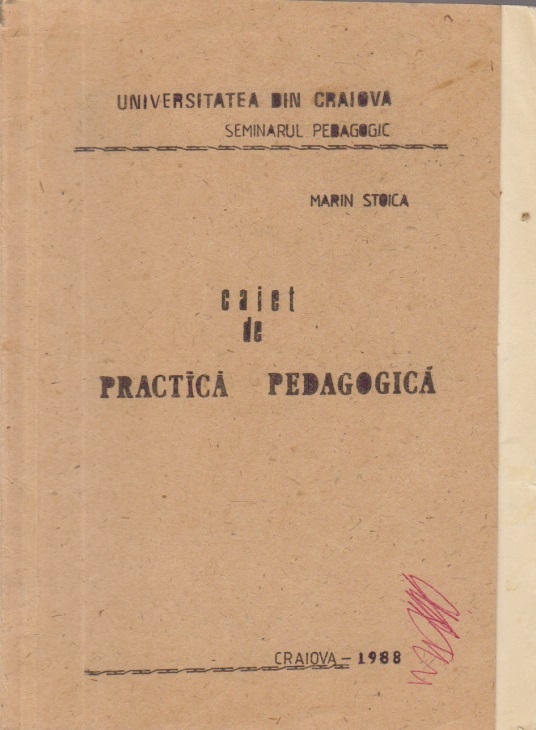 UNIVERSITATEA DIN CRAIOVA
SEMINARUL PEDAGOGIC
MARIN STOICA
caiet
de
PRACTICĂ PEDAGOGICĂ
CRAIOVA - 1988